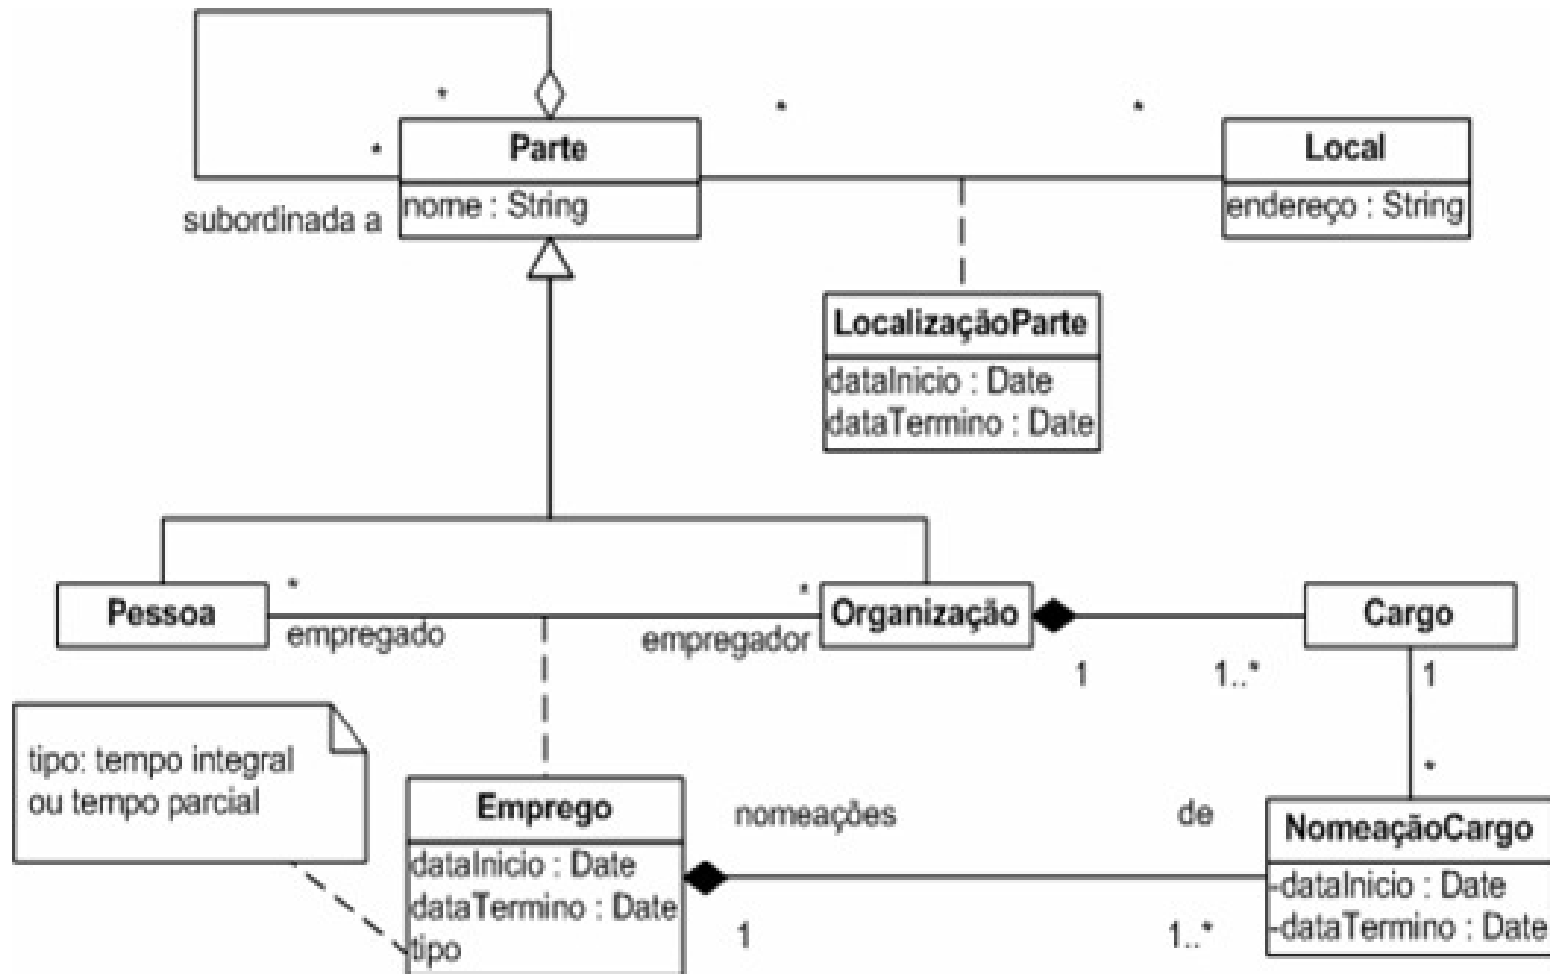 *
*
Parte
nome : String
subordinada a
*
*
Local
endereço : String
LocalizaçãoParte
dataInicio : Date
dataTermino : Date
Pessoa
*
empregado
*
empregador
Organização
1
1..*
Cargo
1
*
tipo: tempo integral
ou tempo parcial
Emprego
dataInicio : Date
dataTermino : Date
tipo
nomeações
de
1
1..*
NomeaçãoCargo
-dataInicio : Date
-dataTermino : Date